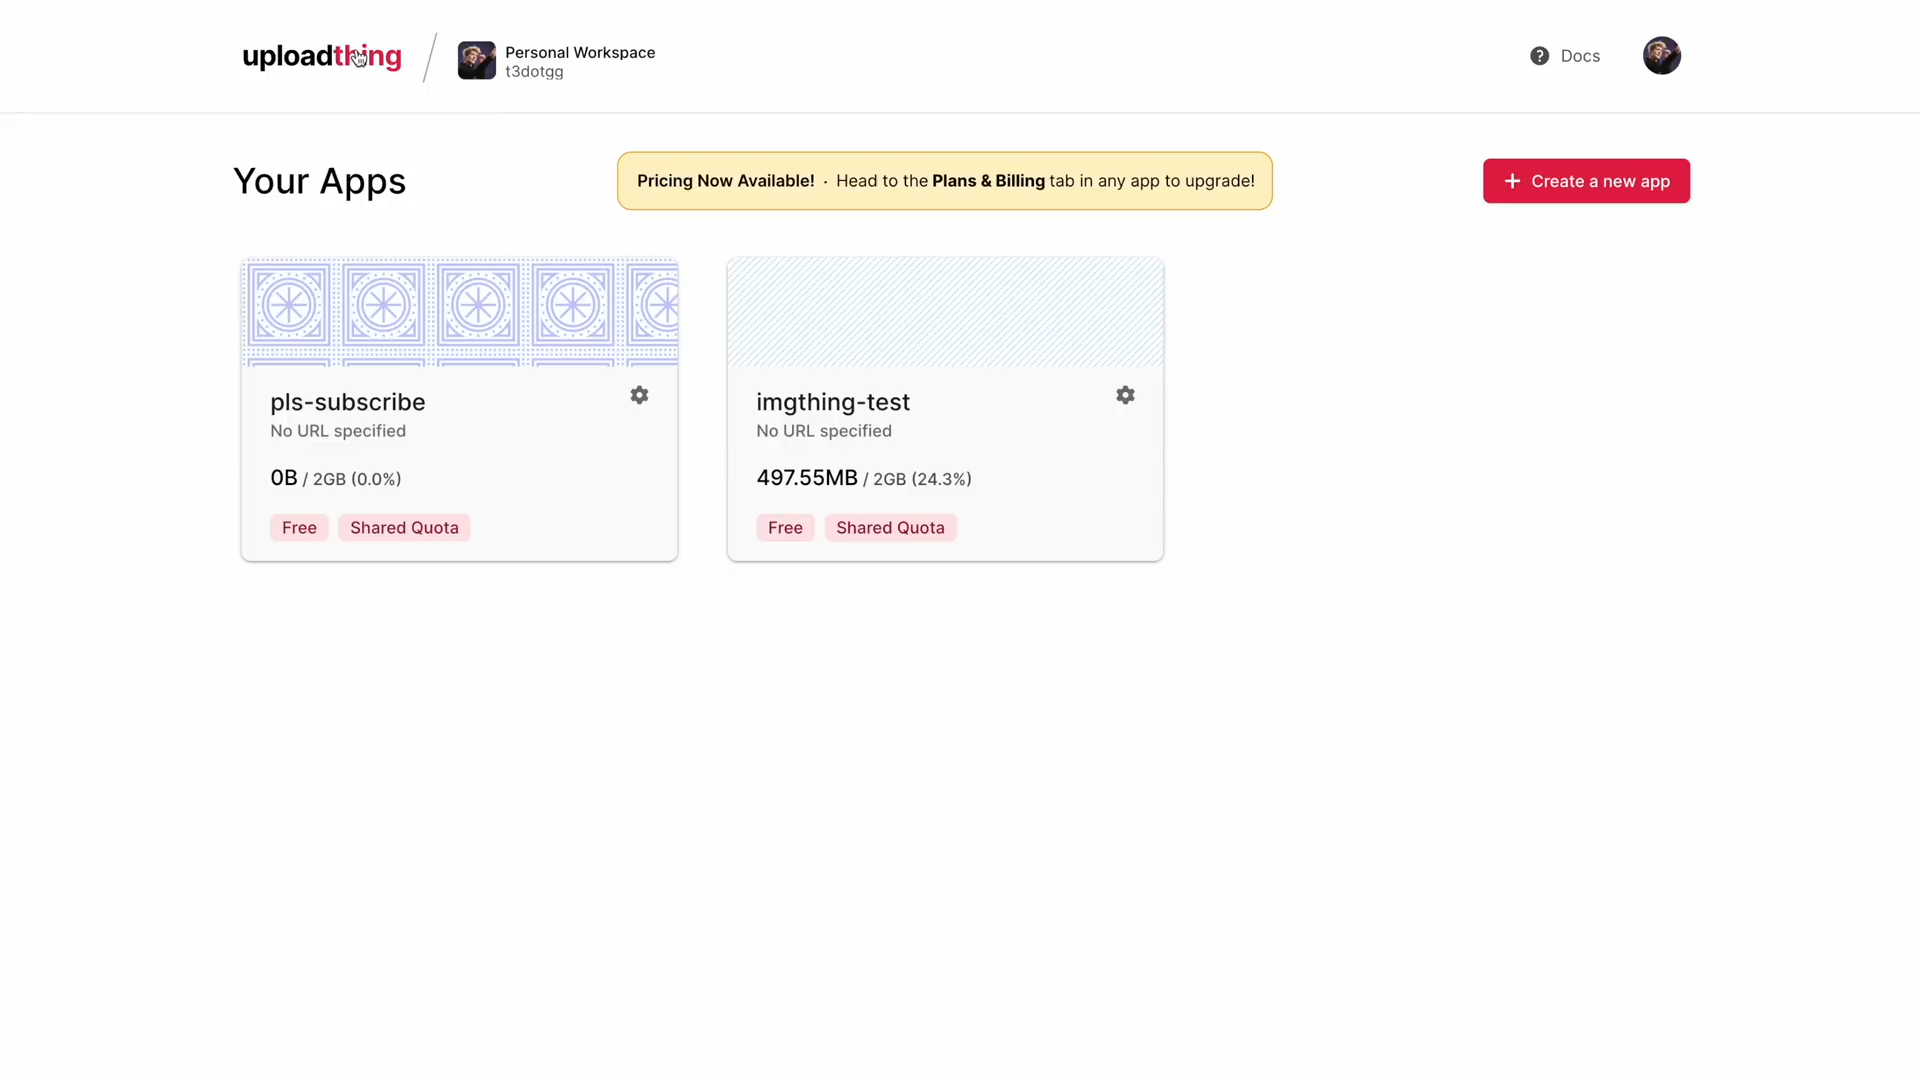 uploadthing
Personal Workspace
t3dotgg
Docs
Your Apps
Pricing Now Available! · Head to the Plans & Billing tab in any app to upgrade!
Create a new app
pls-subscribe
No URL specified
0B / 2GB (0.0%)
Free Shared Quota
imgthing-test
No URL specified
497.55MB / 2GB (24.3%)
Free Shared Quota